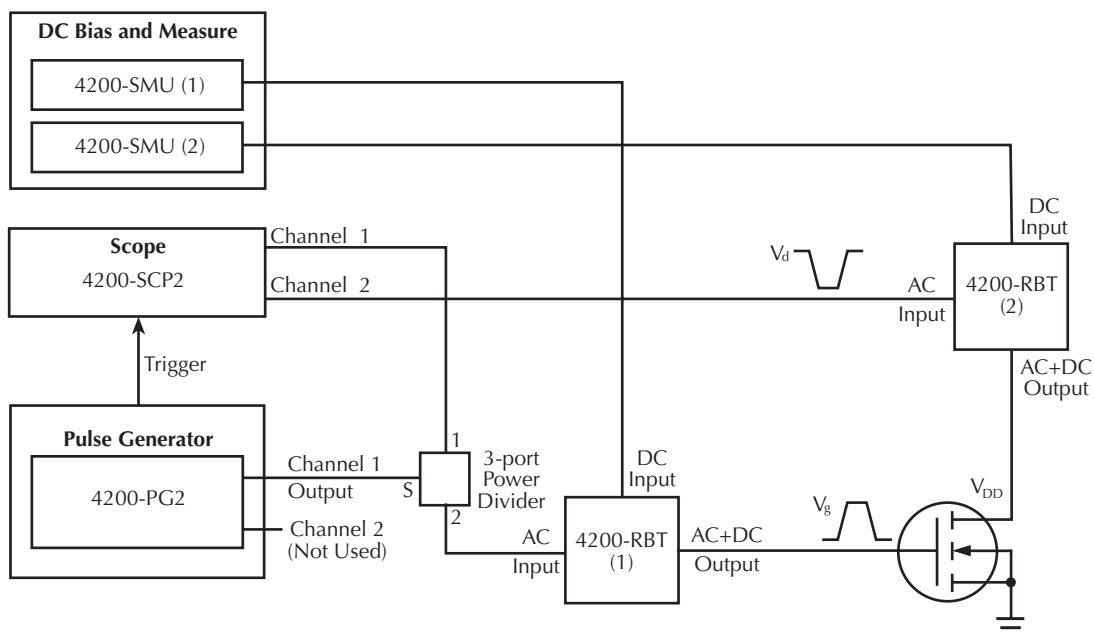 DC Bias and Measure
4200-SMU (1)
4200-SMU (2)
Scope
4200-SCP2
Channel 1
Channel 2
Trigger
Pulse Generator
4200-PG2
Channel 1
Output
Channel 2
(Not Used)
S
1
2
3-port
Power
Divider
AC
Input
DC
Input
4200-RBT
(1)
AC+DC
Output
Vg
Vd
AC
Input
DC
Input
4200-RBT
(2)
AC+DC
Output
VDD